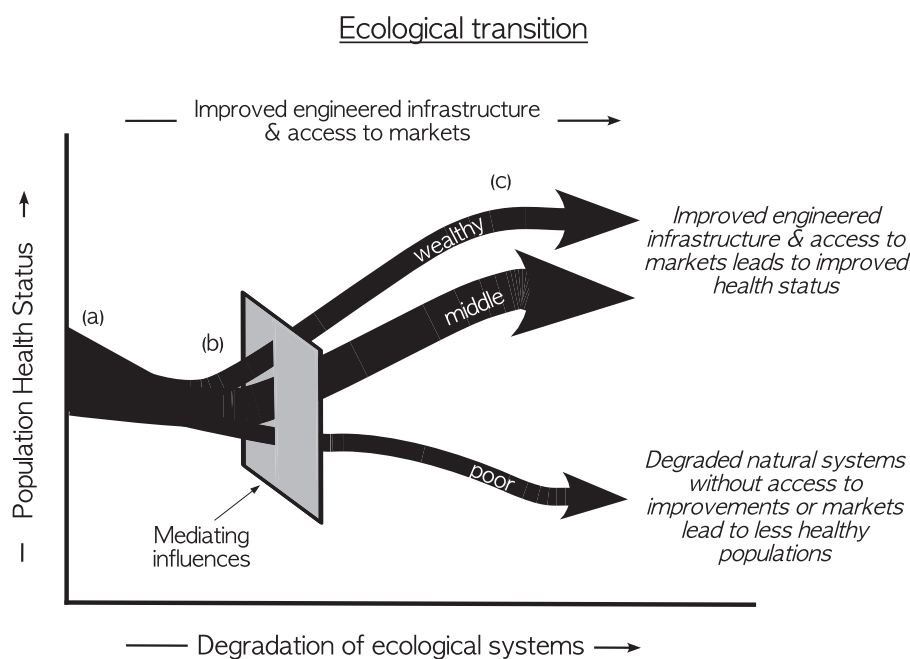 Ecological transition
Improved engineered infrastructure
& access to markets
(c)
wealthy
Improved engineered
infrastructure & access to
markets leads to improved
health status
middle
(a)
(b)
— Population Health Status
poor
Degraded natural systems
without access to
improvements or markets
lead to less healthy
populations
Mediating
influences
Degradation of ecological systems